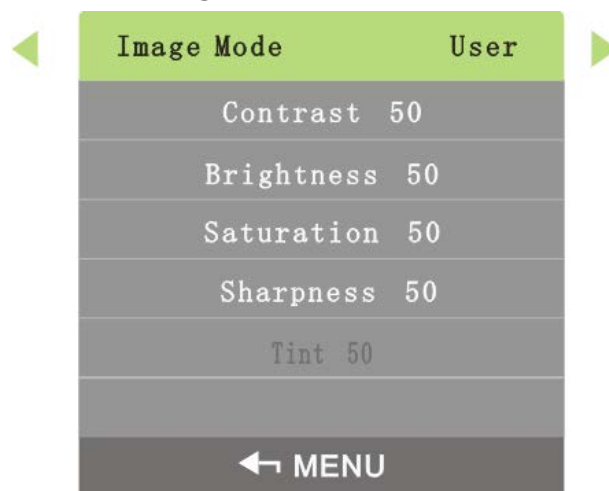 Image Mode User
Contrast 50
Brightness 50
Saturation 50
Sharpness 50
Tint 50
MENU